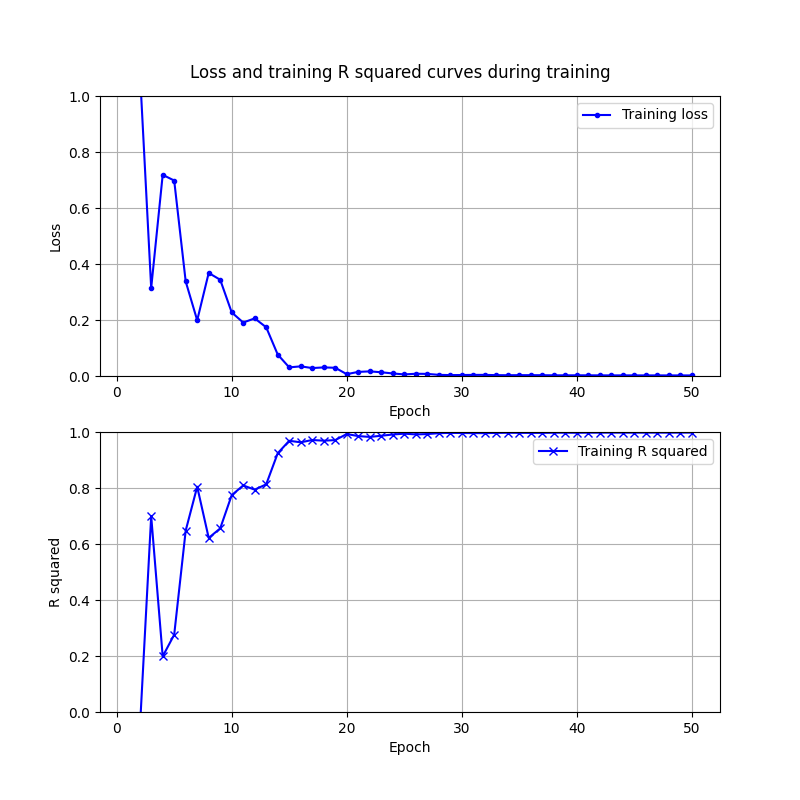 Loss and training R squared curves during training
1.0
0.8
0.6
0.4
0.2
0.0
Loss
Training loss
0 10 20 30 40 50
Epoch
1.0
0.8
0.6
0.4
0.2
0.0
R squared
Training R squared
0 10 20 30 40 50
Epoch